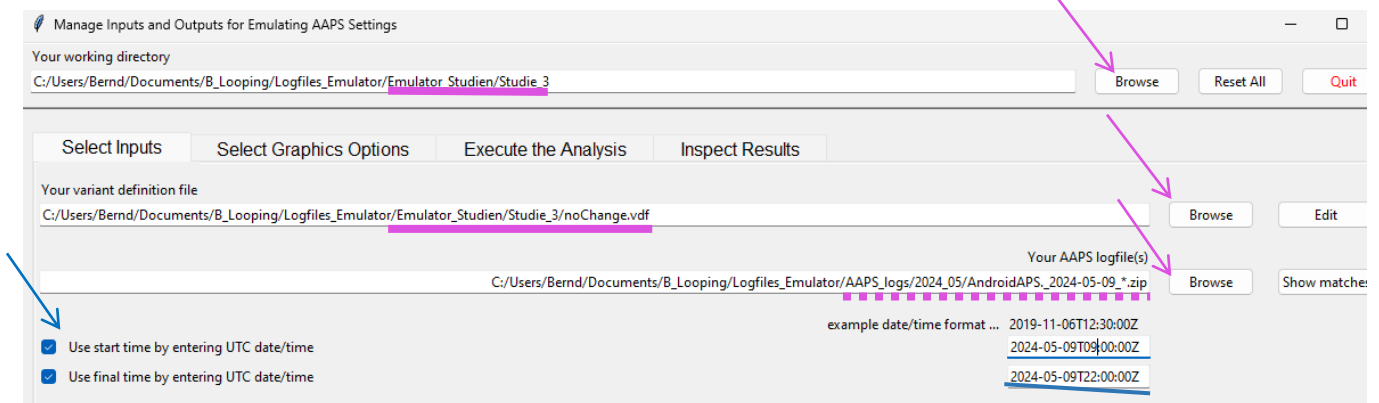 Manage Inputs and Outputs for Emulating AAPS Settings
Your working directory
C:/Users/Bernd/Documents/B_Looping/Logfiles_Emulator/Emulator_Studien/Studie_3 Browse Reset All Quit
Select Inputs Select Graphics Options Execute the Analysis Inspect Results
Your variant definition file
C:/Users/Bernd/Documents/B_Looping/Logfiles_Emulator/Emulator_Studien/Studie_3/noChange.vdf Browse Edit
Your AAPS logfile(s)
C:/Users/Bernd/Documents/B_Looping/Logfiles_Emulator/AAPS_logs/2024_05/AndroidAPS._2024-05-09_*.zip Browse Show matche
example date/time format ... 2019-11-06T12:30:00Z
Use start time by entering UTC date/time 2024-05-09T09:00:00Z
Use final time by entering UTC date/time 2024-05-09T22:00:00Z